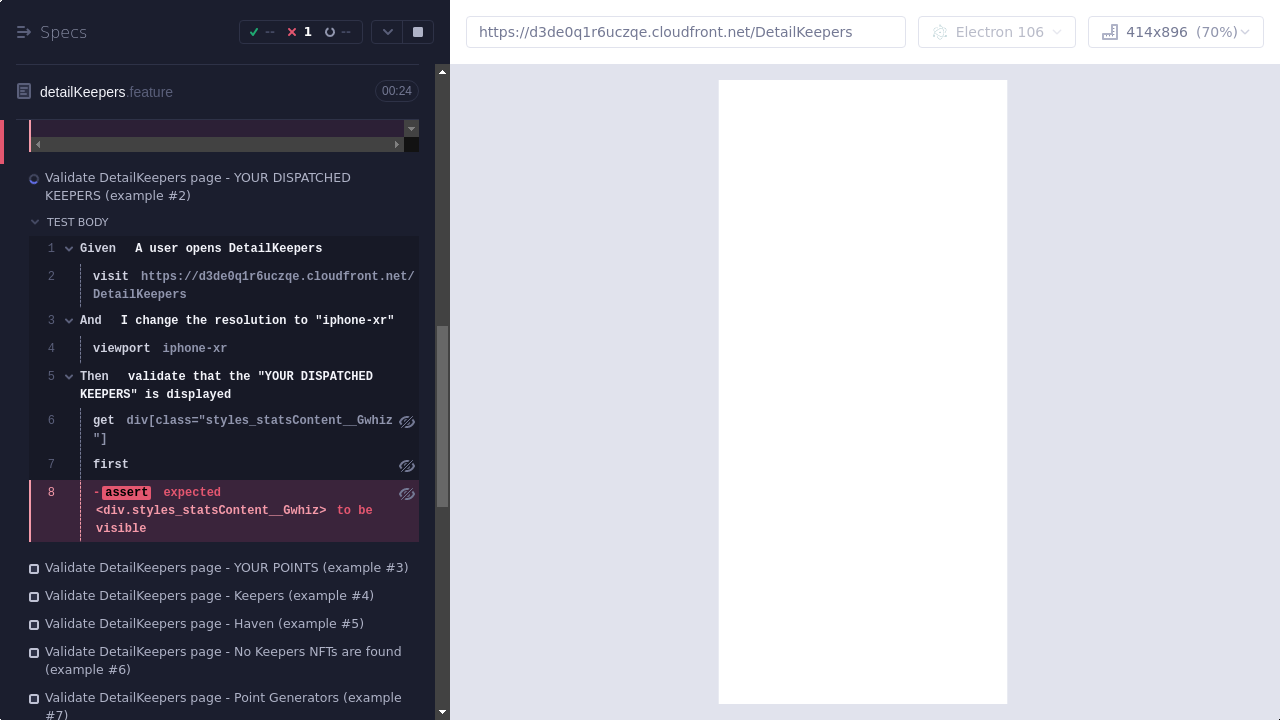 Specs
-- 1 --
https://d3de0q1r6uczqe.cloudfront.net/DetailKeepers
Electron 106
414x896 (70%)
detailKeepers.feature
00:24
Validate DetailKeepers page - YOUR DISPATCHED
KEEPERS (example #2)
TEST BODY
1 Given A user opens DetailKeepers
2 visit https://d3de0q1r6uczqe.cloudfront.net/
DetailKeepers
3 And I change the resolution to "iphone-xr"
4 viewport iphone-xr
5 Then validate that the "YOUR DISPATCHED
KEEPERS" is displayed
6 get div[class="styles_statsContent__Gwhiz
"]
7 first
8 -assert expected
<div.styles_statsContent__Gwhiz> to be
visible
Validate DetailKeepers page - YOUR POINTS (example #3)
Validate DetailKeepers page - Keepers (example #4)
Validate DetailKeepers page - Haven (example #5)
Validate DetailKeepers page - No Keepers NFTs are found
(example #6)
Validate DetailKeepers page - Point Generators (example
#7)